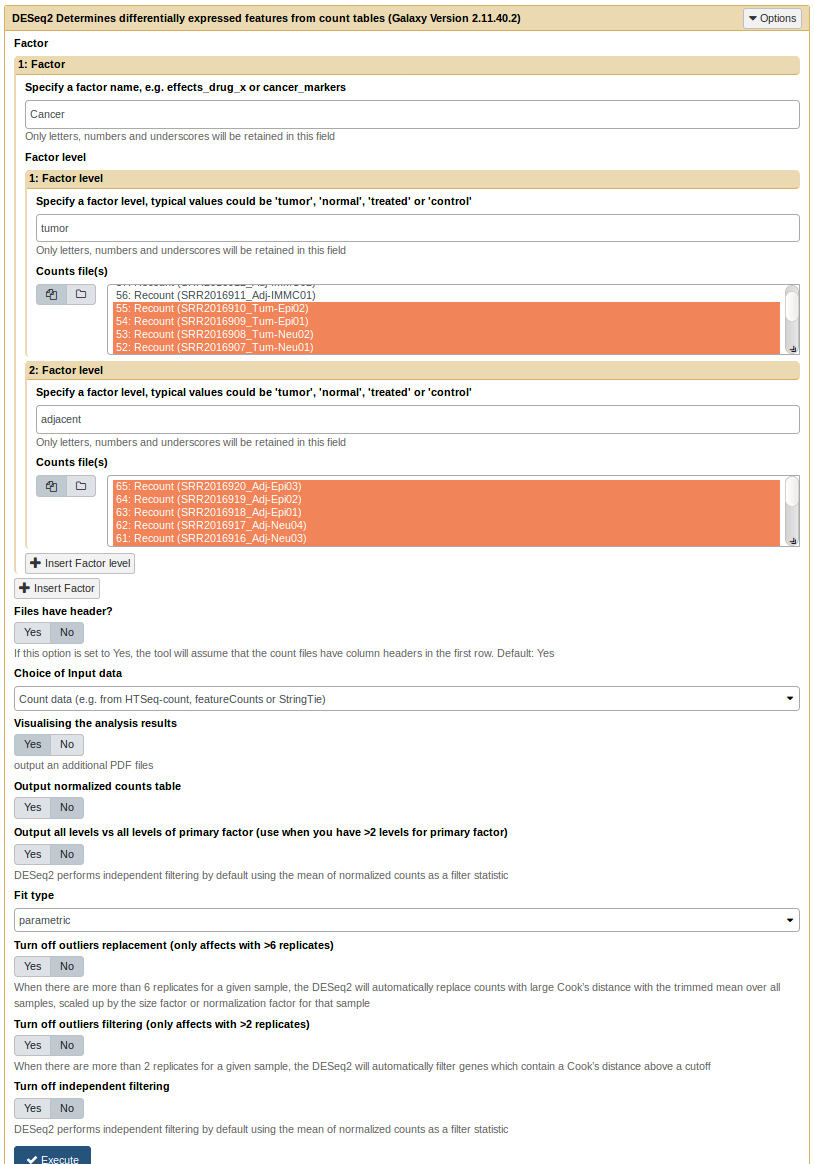 DESeq2 Determines differentially expressed features from count tables (Galaxy Version 2.11.40.2)
Options
Factor
1: Factor
Specify a factor name, e.g. effects_drug_x or cancer_markers
Cancer
Only letters, numbers and underscores will be retained in this field
Factor level
1: Factor level
Specify a factor level, typical values could be 'tumor', 'normal', 'treated' or 'control'
tumor
Only letters, numbers and underscores will be retained in this field
Counts file(s)
56: Recount (SRR2016911_Adj-IMMC01)
55: Recount (SRR2016910_Tum-Epi02)
54: Recount (SRR2016909_Tum-Epi01)
53: Recount (SRR2016908_Tum-Neu02)
52: Recount (SRR2016907_Tum-Neu01)
2: Factor level
Specify a factor level, typical values could be 'tumor', 'normal', 'treated' or 'control'
adjacent
Only letters, numbers and underscores will be retained in this field
Counts file(s)
65: Recount (SRR2016920_Adj-Epi03)
64: Recount (SRR2016919_Adj-Epi02)
63: Recount (SRR2016918_Adj-Epi01)
62: Recount (SRR2016917_Adj-Neu04)
61: Recount (SRR2016916_Adj-Neu03)
Insert Factor level
Insert Factor
Files have header?
Yes No
If this option is set to Yes, the tool will assume that the count files have column headers in the first row. Default: Yes
Choice of Input data
Count data (e.g. from HTSeq-count, featureCounts or StringTie)
Visualising the analysis results
Yes No
output an additional PDF files
Output normalized counts table
Yes No
Output all levels vs all levels of primary factor (use when you have >2 levels for primary factor)
Yes No
DESeq2 performs independent filtering by default using the mean of normalized counts as a filter statistic
Fit type
parametric
Turn off outliers replacement (only affects with >6 replicates)
Yes No
When there are more than 6 replicates for a given sample, the DESeq2 will automatically replace counts with large Cook's distance with the trimmed mean over all
samples, scaled up by the size factor or normalization factor for that sample
Turn off outliers filtering (only affects with >2 replicates)
Yes No
When there are more than 2 replicates for a given sample, the DESeq2 will automatically filter genes which contain a Cook's distance above a cutoff
Turn off independent filtering
Yes No
DESeq2 performs independent filtering by default using the mean of normalized counts as a filter statistic
Execute